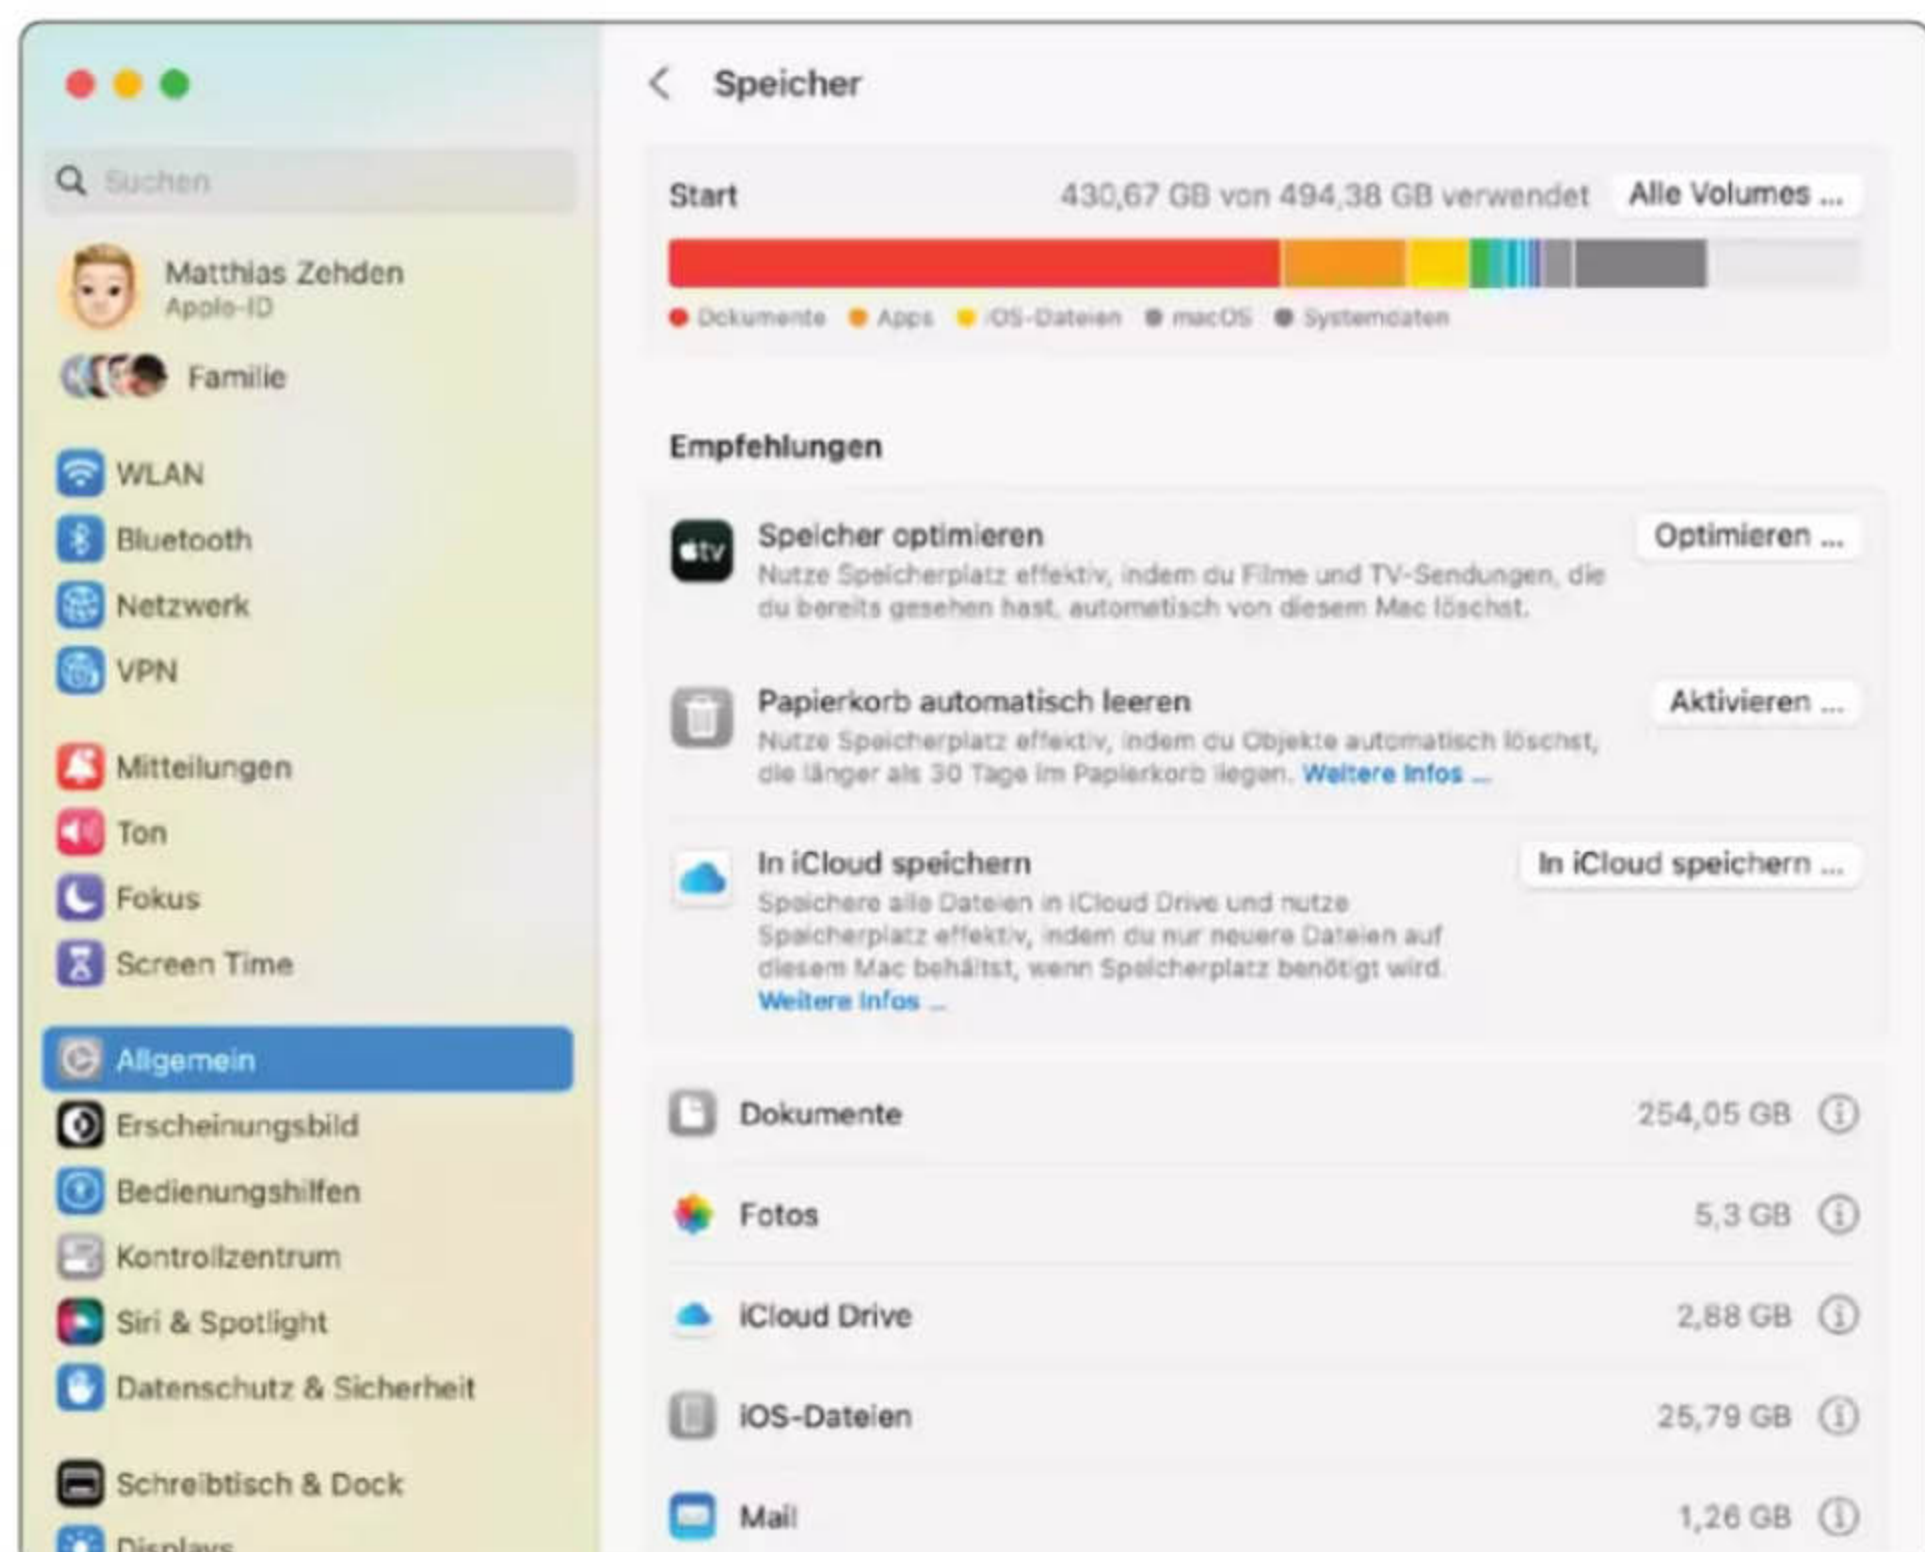 Suchen
Matthias Zehden
Apple-ID
Familie
WLAN
Bluetooth
Netzwerk
VPN
Mitteilungen
Ton
Fokus
Screen Time
Allgemein
Erscheinungsbild
Bedienungshilfen
Kontrollzentrum
Siri & Spotlight
Datenschutz & Sicherheit
Schreibtisch & Dock
Displays
Speicher
Start 430,67 GB von 494,38 GB verwendet Alle Volumes ...
Dokumente Apps iOS-Dateien macOS Systemdaten
Empfehlungen
Speicher optimieren Optimieren ...
Nutze Speicherplatz effektiv, indem du Filme und TV-Sendungen, die
du bereits gesehen hast, automatisch von diesem Mac löschst.
Papierkorb automatisch leeren Aktivieren ...
Nutze Speicherplatz effektiv, indem du Objekte automatisch löschst,
die länger als 30 Tage im Papierkorb liegen. Weitere Infos ...
In iCloud speichern In iCloud speichern ...
Speichere alle Dateien in iCloud Drive und nutze
Speicherplatz effektiv, indem du nur neuere Dateien auf
diesem Mac behältst, wenn Speicherplatz benötigt wird.
Weitere Infos ...
Dokumente 254,05 GB
Fotos 5,3 GB
iCloud Drive 2,88 GB
iOS-Dateien 25,79 GB
Mail 1,26 GB